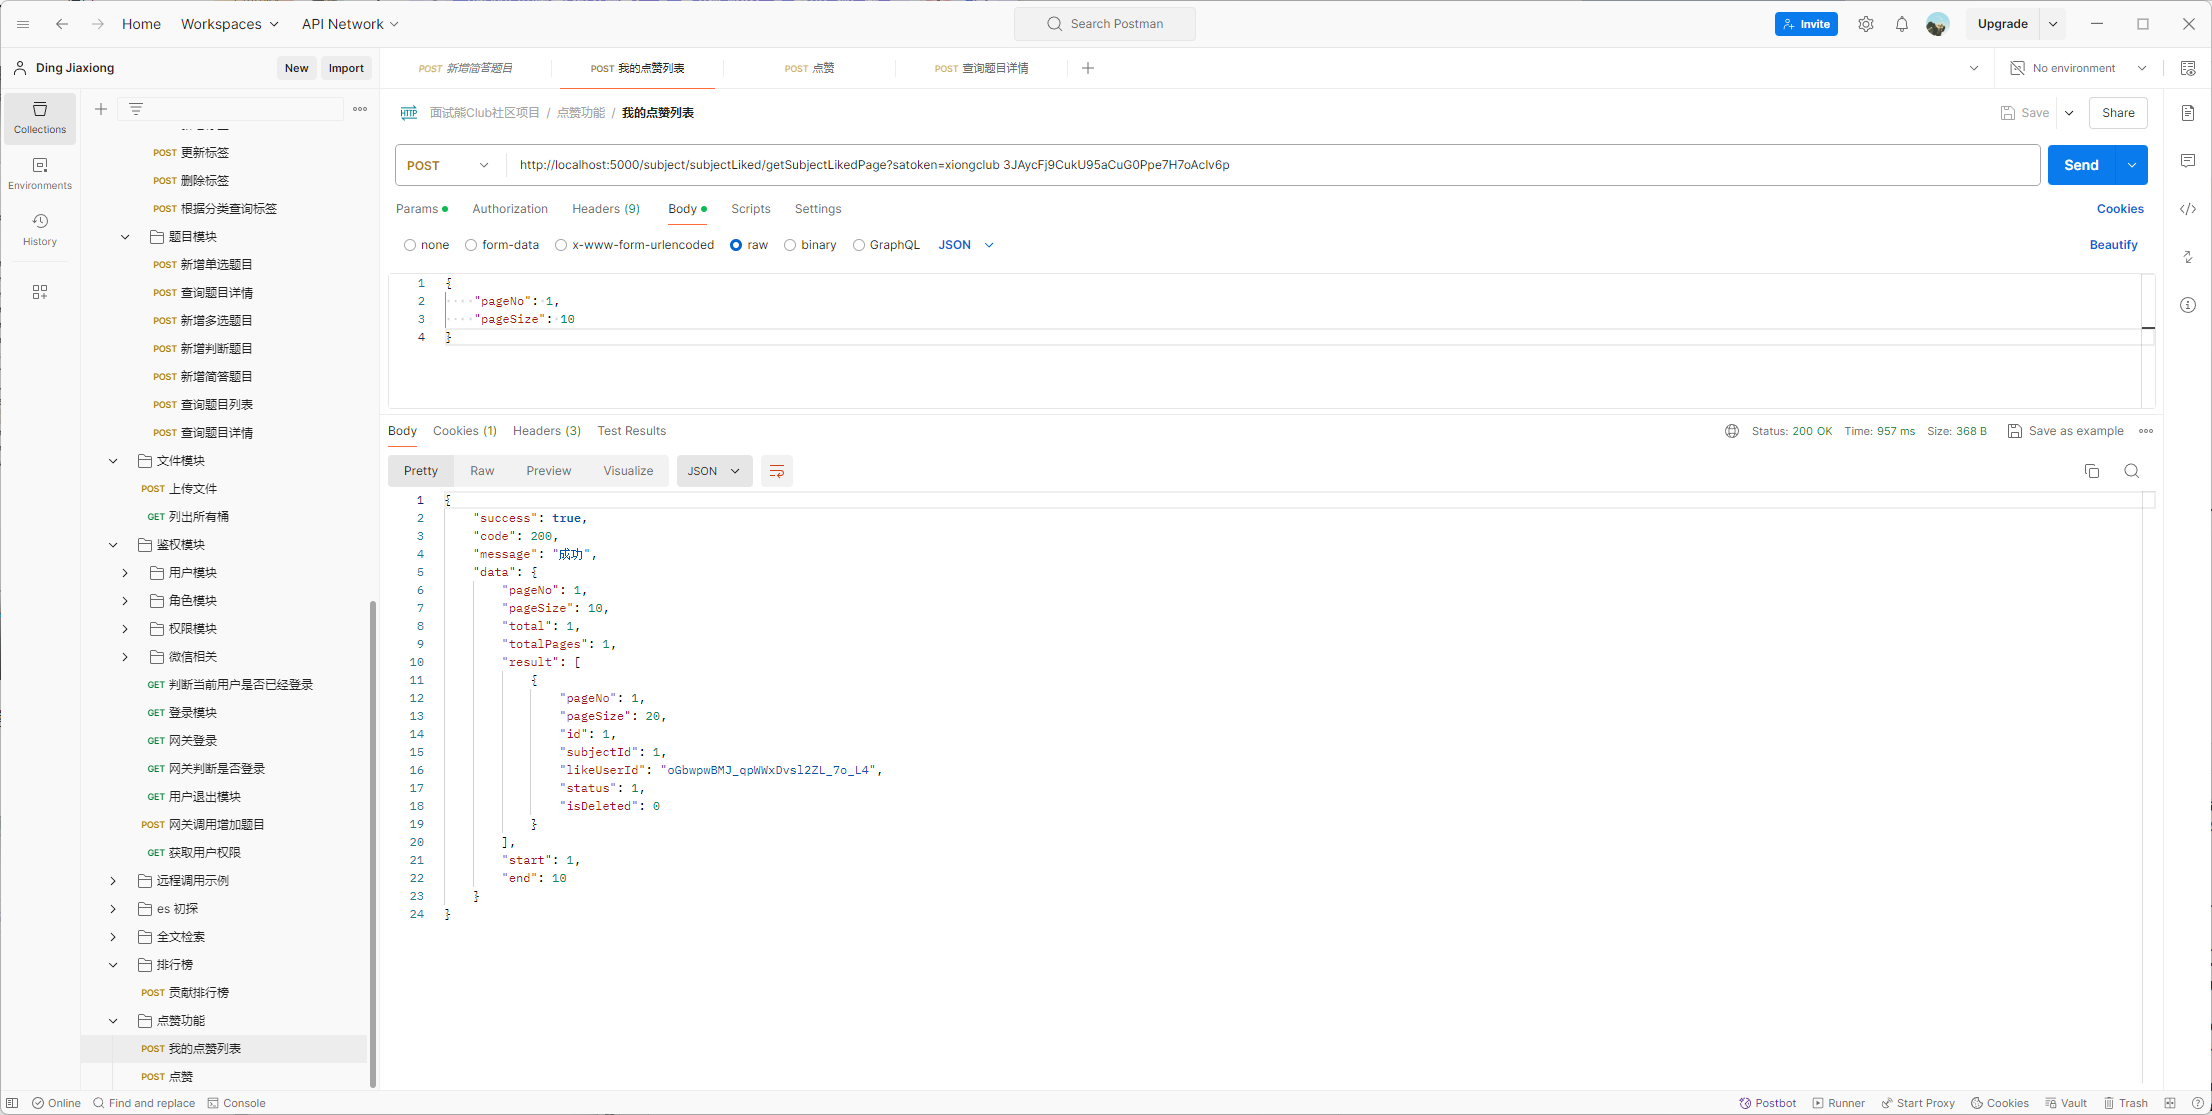 Home Workspaces API Network Search Postman Invite Upgrade
Ding Jiaxiong New Import POST 新增简答题目 POST 我的点赞列表 POST 点赞 POST 查询题目详情 No environment
Collections
Environments
History
POST 更新标签
POST 删除标签
POST 根据分类查询标签
题目模块
POST 新增单选题目
POST 查询题目详情
POST 新增多选题目
POST 新增判断题目
POST 新增简答题目
POST 查询题目列表
POST 查询题目详情
文件模块
POST 上传文件
GET 列出所有桶
鉴权模块
用户模块
角色模块
权限模块
微信相关
GET 判断当前用户是否已经登录
GET 登录模块
GET 网关登录
GET 网关判断是否登录
GET 用户退出模块
POST 网关调用增加题目
GET 获取用户权限
远程调用示例
es 初探
全文检索
排行榜
POST 贡献排行榜
点赞功能
POST 我的点赞列表
POST 点赞
HTTP 面试熊Club社区项目 / 点赞功能 / 我的点赞列表 Save Share
POST http://localhost:5000/subject/subjectLiked/getSubjectLikedPage?satoken=xiongclub 3JAycFj9CukU95aCuG0Ppe7H7oAclv6p Send
Params Authorization Headers (9) Body Scripts Settings Cookies
none form-data x-www-form-urlencoded raw binary GraphQL JSON Beautify
1 {
2 "pageNo": 1,
3 "pageSize": 10
4 }
Body Cookies (1) Headers (3) Test Results Status: 200 OK Time: 957 ms Size: 368 B Save as example
Pretty Raw Preview Visualize JSON
1 {
2 "success": true,
3 "code": 200,
4 "message": "成功",
5 "data": {
6 "pageNo": 1,
7 "pageSize": 10,
8 "total": 1,
9 "totalPages": 1,
10 "result": [
11 {
12 "pageNo": 1,
13 "pageSize": 20,
14 "id": 1,
15 "subjectId": 1,
16 "likeUserId": "oGbwpwBMJ_qpWWxDvsl2ZL_7o_L4",
17 "status": 1,
18 "isDeleted": 0
19 }
20 ],
21 "start": 1,
22 "end": 10
23 }
24 }
Online Find and replace Console Postbot Runner Start Proxy Cookies Vault Trash